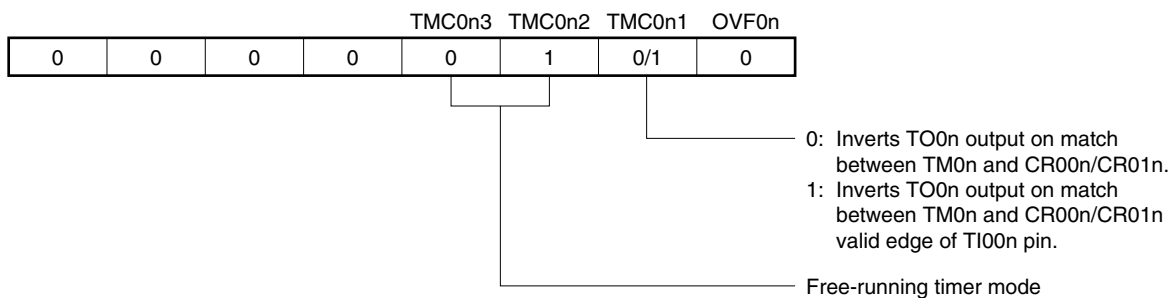 TMC0n3 TMC0n2 TMC0n1 OVF0n
0 0 0 0 0 1 0/1 0
0: Inverts TO0n output on match
between TM0n and CR00n/CR01n.
1: Inverts TO0n output on match
between TM0n and CR00n/CR01n
valid edge of TI00n pin.
Free-running timer mode